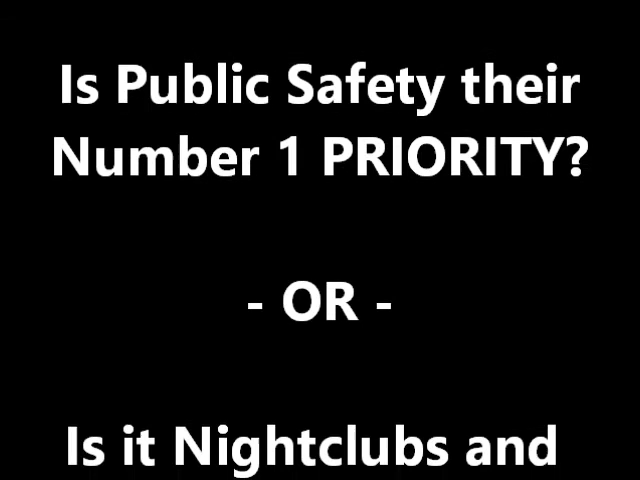 Is Public Safety their
Number 1 PRIORITY?
- OR -
Is it Nightclubs and